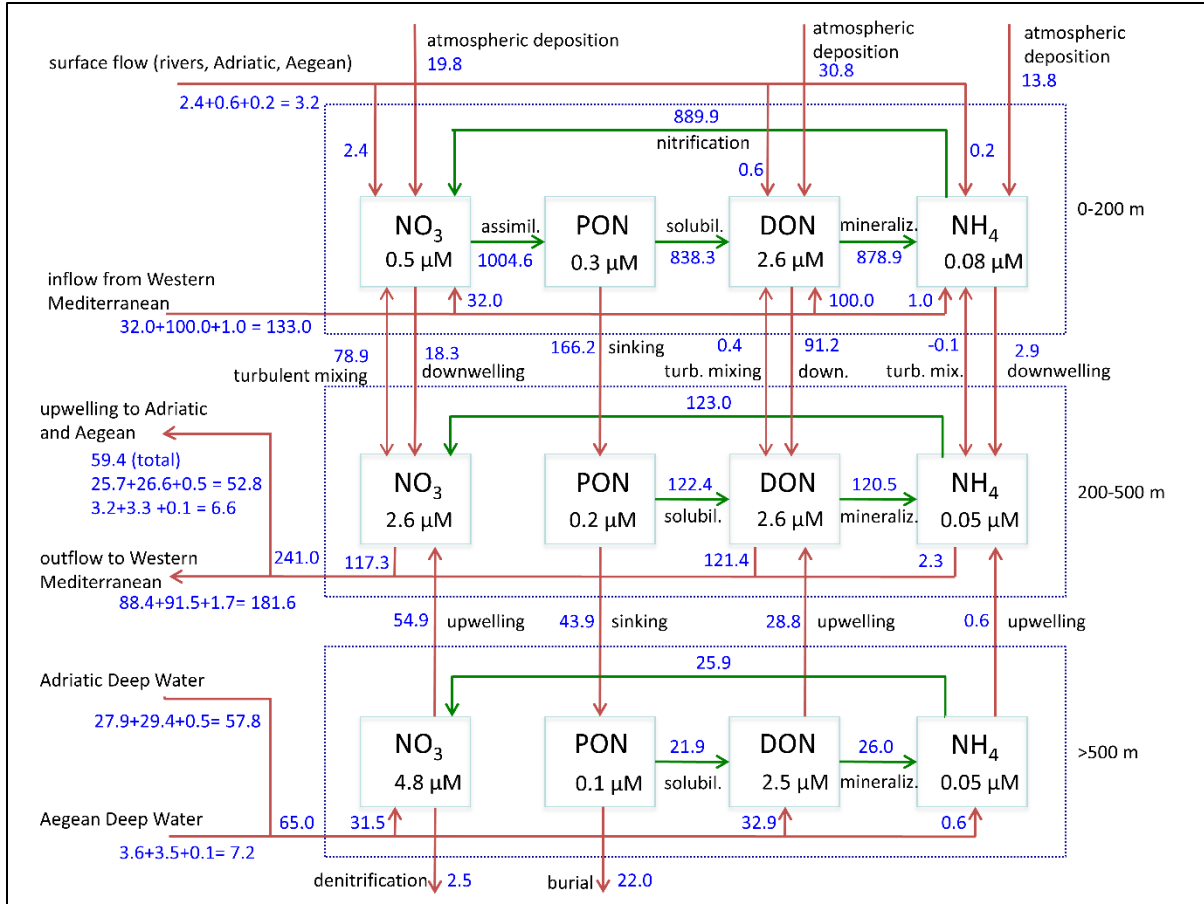 atmospheric deposition
19.8
atmospheric
deposition
30.8
atmospheric
deposition
13.8
surface flow (rivers, Adriatic, Aegean)
2.4+0.6+0.2 = 3.2
889.9
nitrification
2.4
0.6
0.2
0-200 m
NO3
0.5 µM
assimil.
1004.6
PON
0.3 µM
solubil.
838.3
DON
2.6 µM
mineraliz.
878.9
NH4
0.08 µM
inflow from Western
Mediterranean
32.0+100.0+1.0 = 133.0
32.0
100.0
1.0
78.9
turbulent mixing
18.3
downwelling
166.2
sinking
0.4
turb. mixing
91.2
down.
-0.1
turb. mix.
2.9
downwelling
upwelling to Adriatic
and Aegean
59.4 (total)
25.7+26.6+0.5 = 52.8
3.2+3.3 +0.1 = 6.6
123.0
200-500 m
NO3
2.6 µM
PON
0.2 µM
122.4
solubil.
DON
2.6 µM
120.5
mineraliz.
NH4
0.05 µM
outflow to Western
Mediterranean
88.4+91.5+1.7= 181.6
241.0
117.3
121.4
2.3
54.9
upwelling
43.9
sinking
28.8
upwelling
0.6
upwelling
Adriatic Deep Water
27.9+29.4+0.5= 57.8
25.9
>500 m
NO3
4.8 µM
PON
0.1 µM
21.9
solubil.
DON
2.5 µM
26.0
mineraliz.
NH4
0.05 µM
Aegean Deep Water
3.6+3.5+0.1= 7.2
65.0
31.5
32.9
0.6
denitrification
2.5
burial
22.0